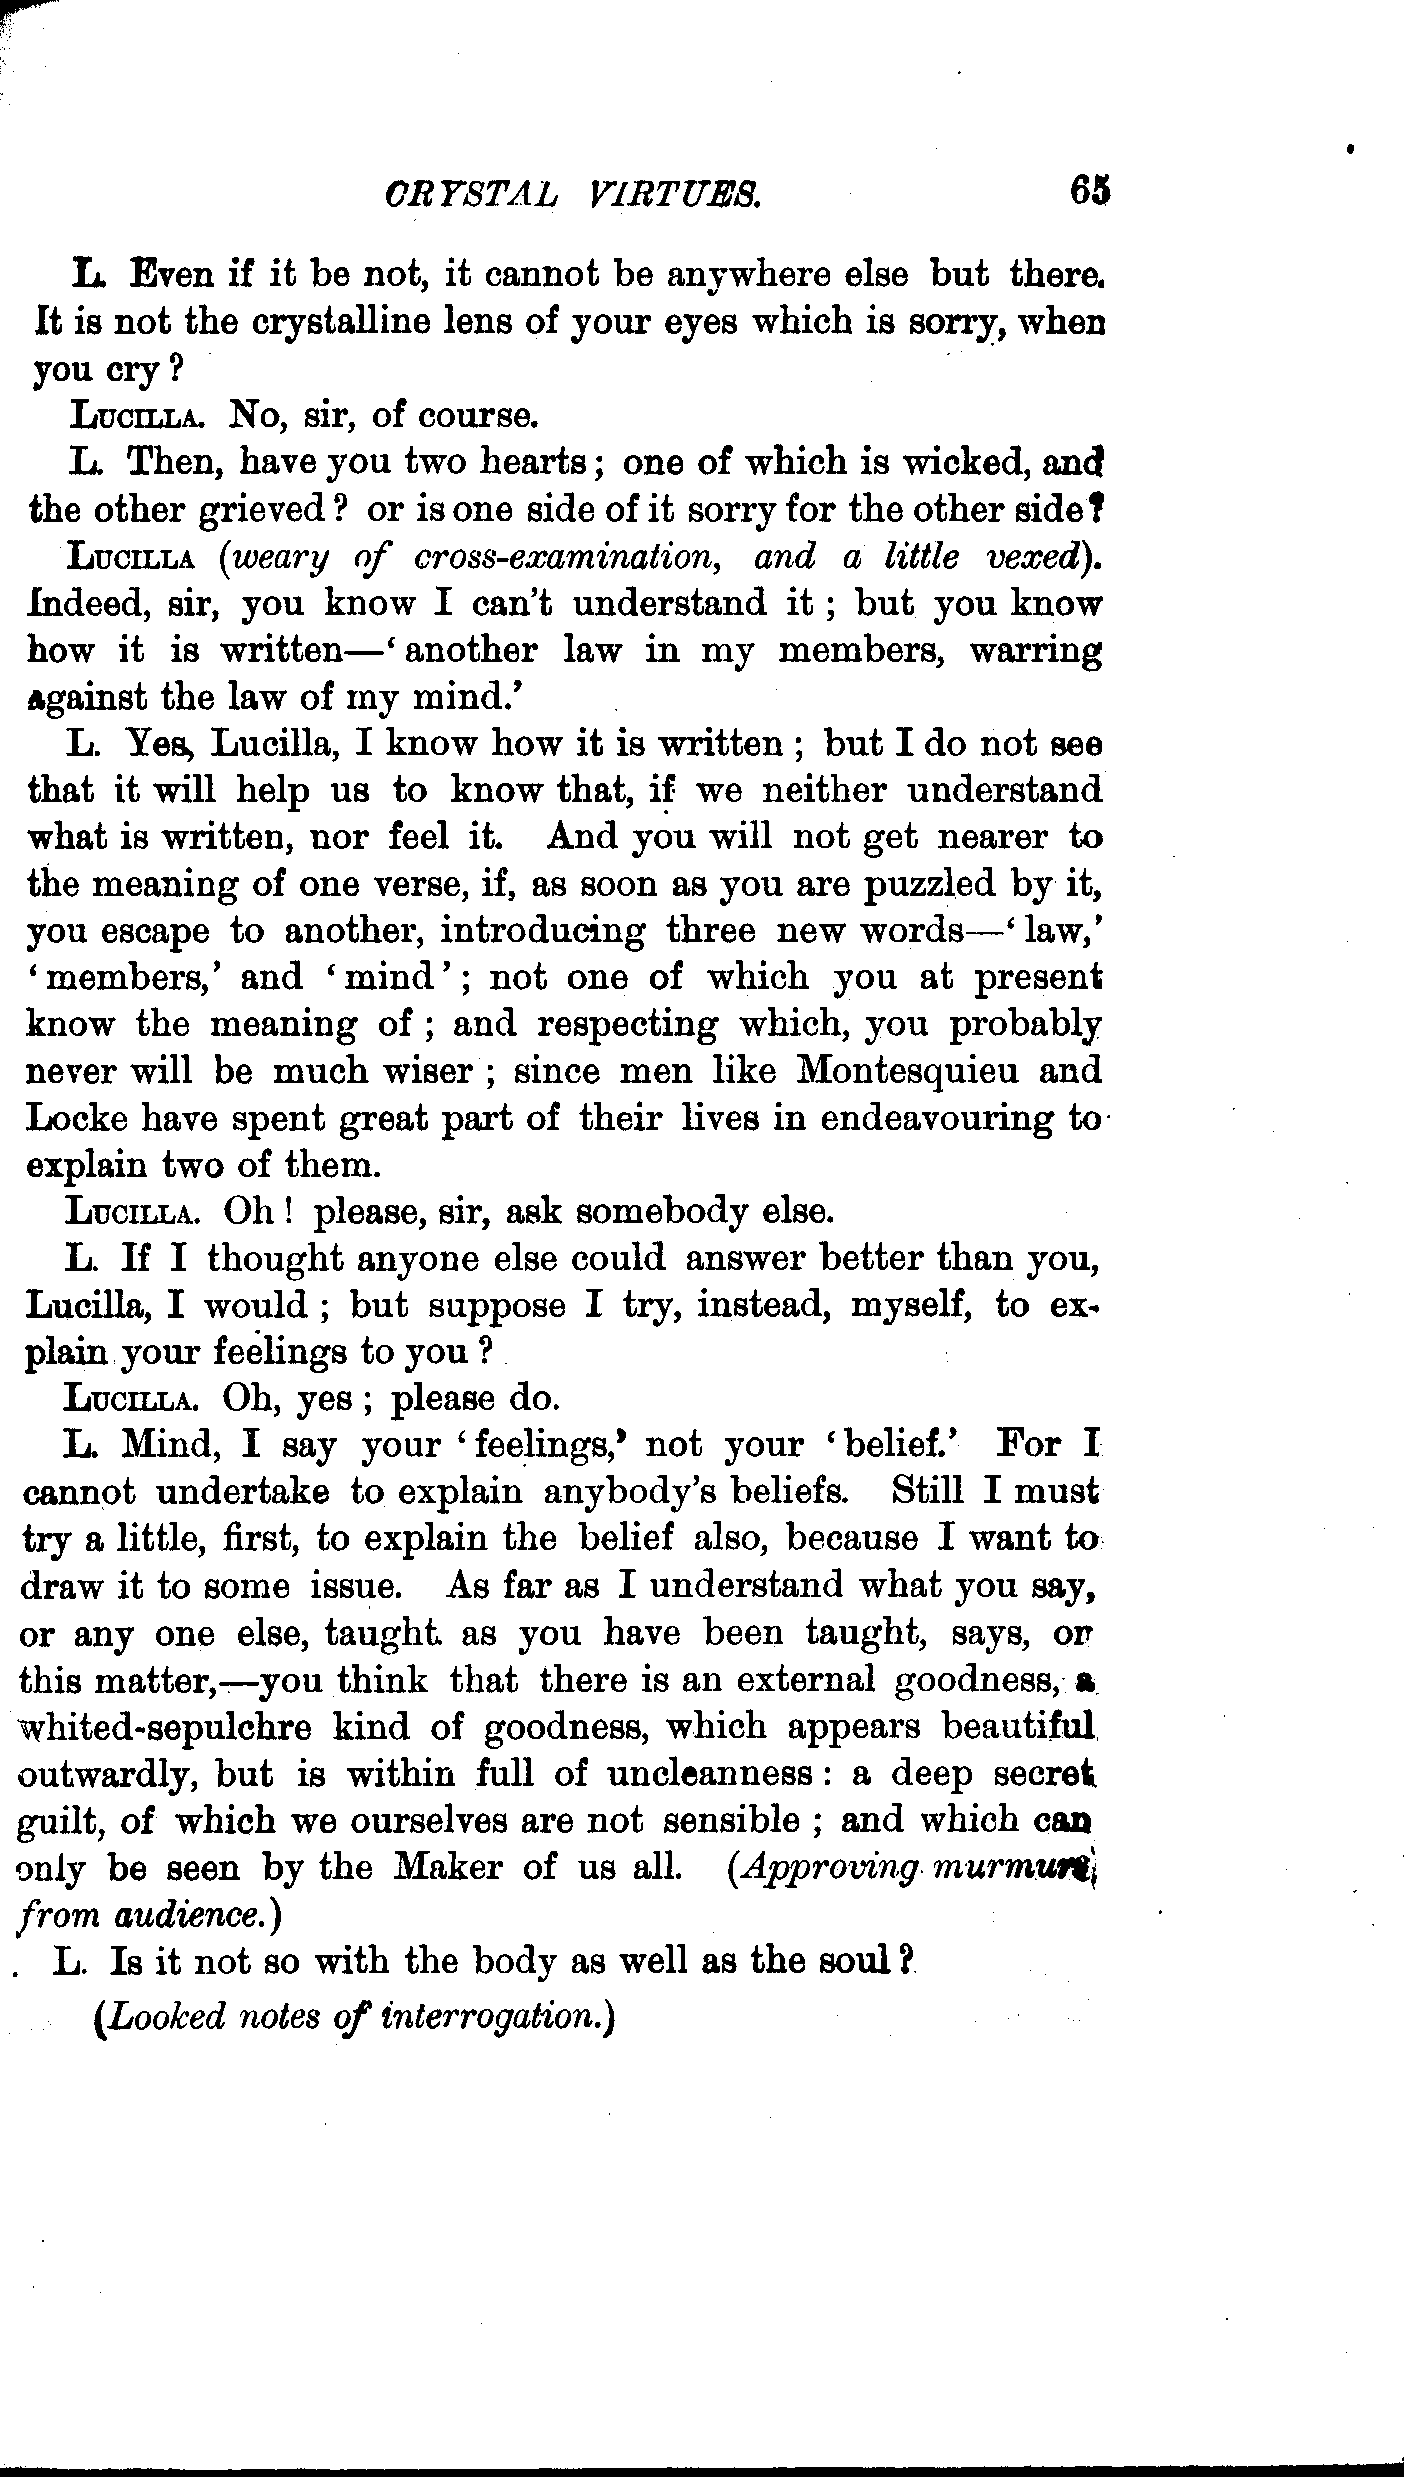 CRYSTAL VIRTUES. 65
L. Even if it be not, it cannot be anywhere else but there.
It is not the crystalline lens of your eyes which is sorry, when
you cry?
LUCILLA. No, sir, of course.
L. Then, have you two hearts; one of which is wicked, and
the other grieved? or is one side of it sorry for the other side?
LUCILLA (weary of cross-examination, and a little vexed).
Indeed, sir, you know I can't understand it; but you know
how it is written—'another law in my members, warring
against the law of my mind.'
L. Yes, Lucilla, I know how it is written; but I do not see
that it will help us to know that, if we neither understand
what is written, nor feel it. And you will not get nearer to
the meaning of one verse, if, as soon as you are puzzled by it,
you escape to another, introducing three new words—'law,'
'members,' and 'mind'; not one of which you at present
know the meaning of; and respecting which, you probably
never will be much wiser; since men like Montesquieu and
Locke have spent great part of their lives in endeavouring to
explain two of them.
LUCILLA. Oh! please, sir, ask somebody else.
L. If I thought anyone else could answer better than you,
Lucilla, I would; but suppose I try, instead, myself, to ex-
plain your feelings to you?
LUCILLA. Oh, yes; please do.
L. Mind, I say your 'feelings,' not your 'belief.' For I
cannot undertake to explain anybody's beliefs. Still I must
try a little, first, to explain the belief also, because I want to
draw it to some issue. As far as I understand what you say,
or any one else, taught as you have been taught, says, on
this matter,—you think that there is an external goodness, a
whited-sepulchre kind of goodness, which appears beautiful
outwardly, but is within full of uncleanness: a deep secret
guilt, of which we ourselves are not sensible; and which can
only be seen by the Maker of us all. (Approving murmurs
from audience.)
L. Is it not so with the body as well as the soul?
(Looked notes of interrogation.)